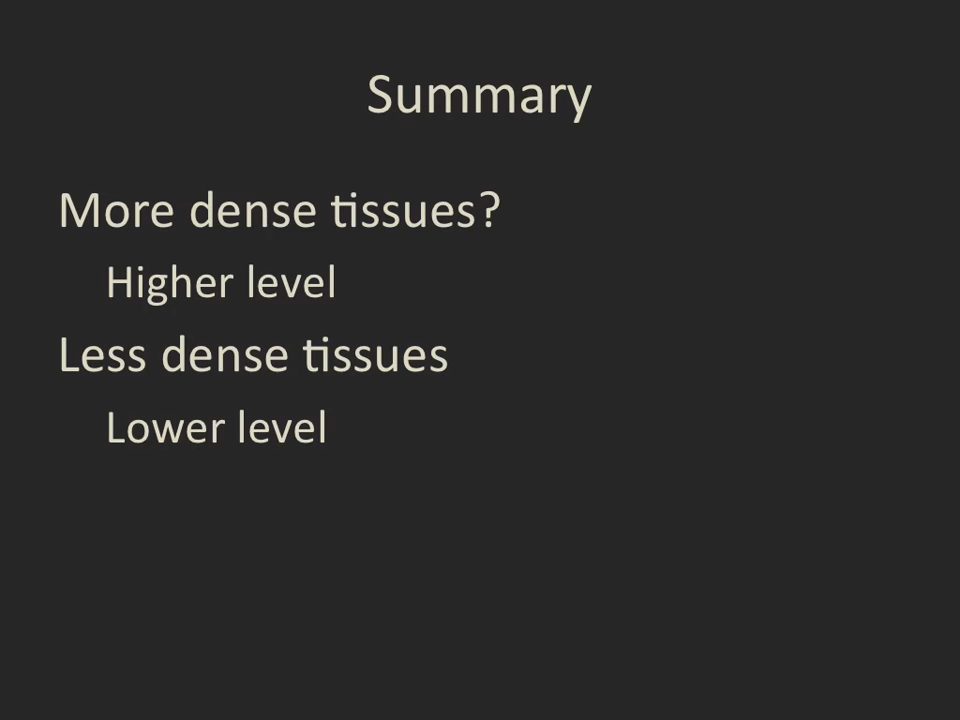 Summary
More dense tissues?
Higher level
Less dense tissues
Lower level